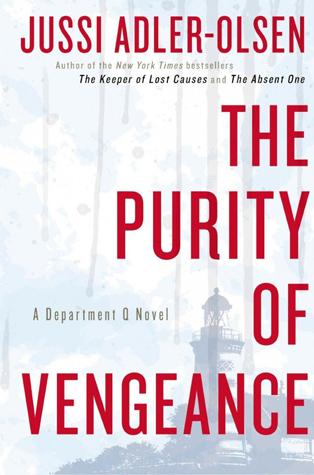 JUSSI ADLER-OLSEN
Author of the New York Times bestsellers
The Keeper of Lost Causes and The Absent One
THE
PURITY
OF
VENGEANCE
A Department Q Novel